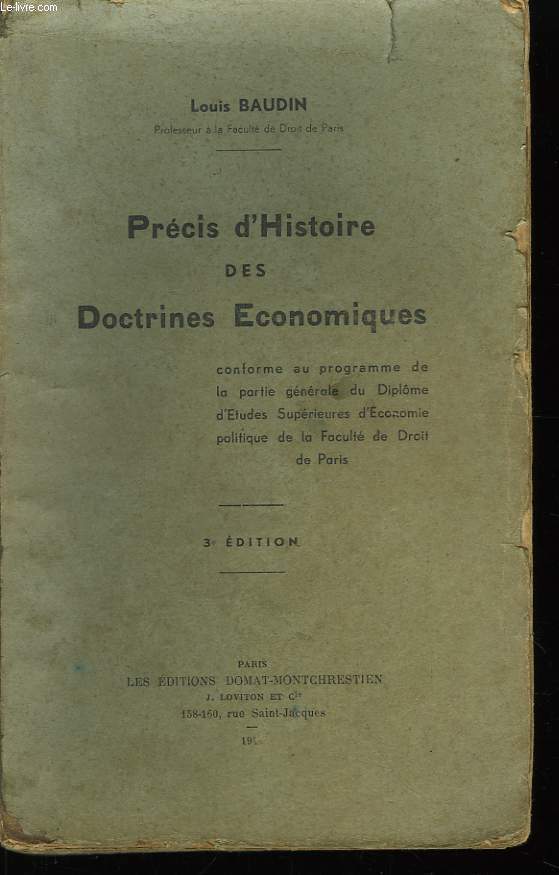 Le-livre.com
Louis BAUDIN
Professeur à la Faculté de Droit de Paris
Précis d'Histoire
DES
Doctrines Economiques
conforme au programme de
la partie générale du Diplôme
d'Etudes Supérieures d'Economie
politique de la Faculté de Droit
de Paris
3e ÉDITION
PARIS
LES ÉDITIONS DOMAT-MONTCHRESTIEN
J. LOVITON ET Cie
158-160, rue Saint-Jacques